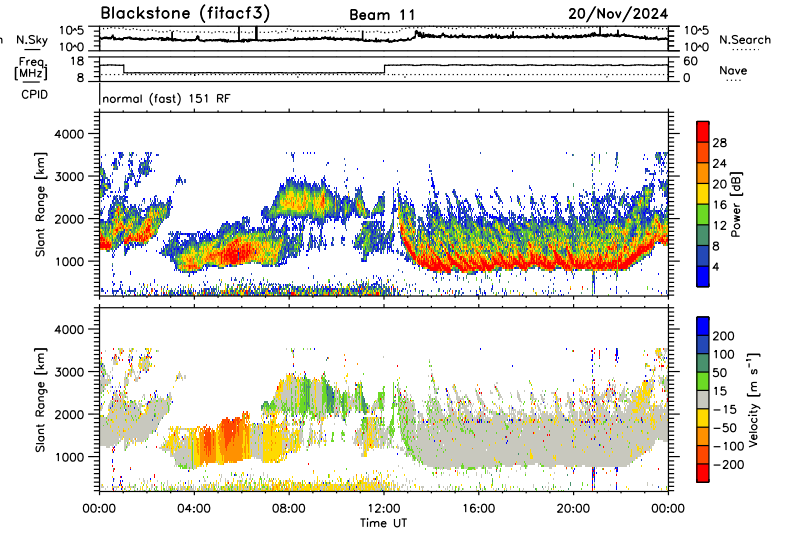 Blackstone (fitacf3) Beam 11 20/Nov/2024
N.Sky 10^5 10^5 N.Search
10^0 10^0
Freq. 18 60
[MHz] 8 0 Nave
CPID normal (fast) 151 RF
4000
3000
2000
1000
Slant Range [km]
28
24
20
16
12
8
4
Power [dB]
4000
3000
2000
1000
Slant Range [km]
200
100
50
15
-15
-50
-100
-200
Velocity [m s⁻¹]
00:00 04:00 08:00 12:00 16:00 20:00 00:00
Time UT